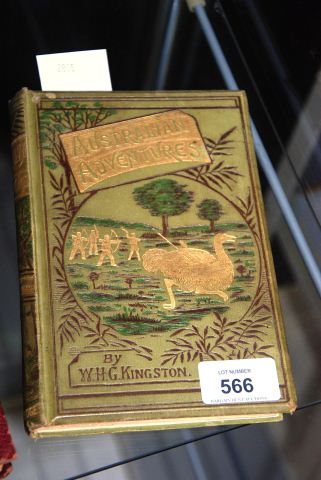 AUSTRALIAN
ADVENTURES
BY
W.H.G. KINGSTON.
LOT NUMBER
566